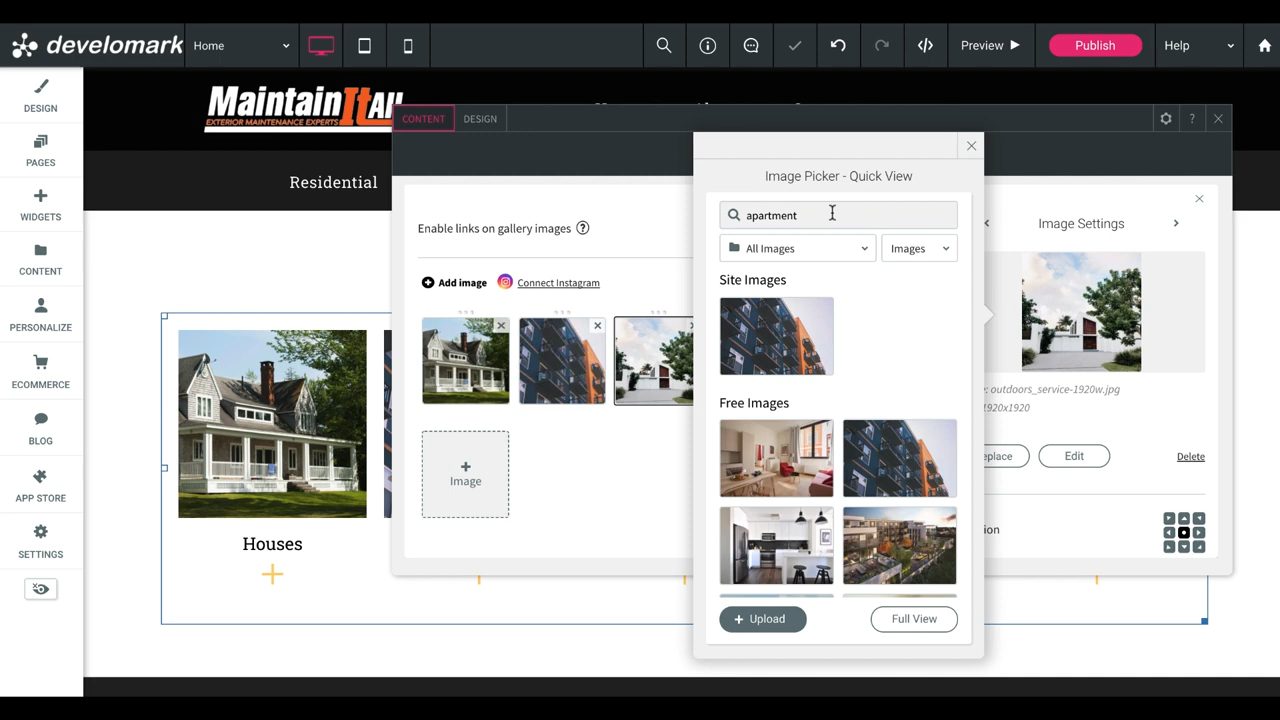 develomark
Home
Preview
Publish
Help
DESIGN
PAGES
WIDGETS
CONTENT
PERSONALIZE
ECOMMERCE
BLOG
APP STORE
SETTINGS
MaintainItAll
EXTERIOR MAINTENANCE EXPERTS
Residential
Houses
CONTENT
DESIGN
?
Enable links on gallery images ?
Add image
Connect Instagram
+
Image
Image Picker - Quick View
apartment
All Images
Images
Site Images
Free Images
+ Upload
Full View
Image Settings
: outdoors_service-1920w.jpg
1920x1920
eplace
Edit
Delete
ion